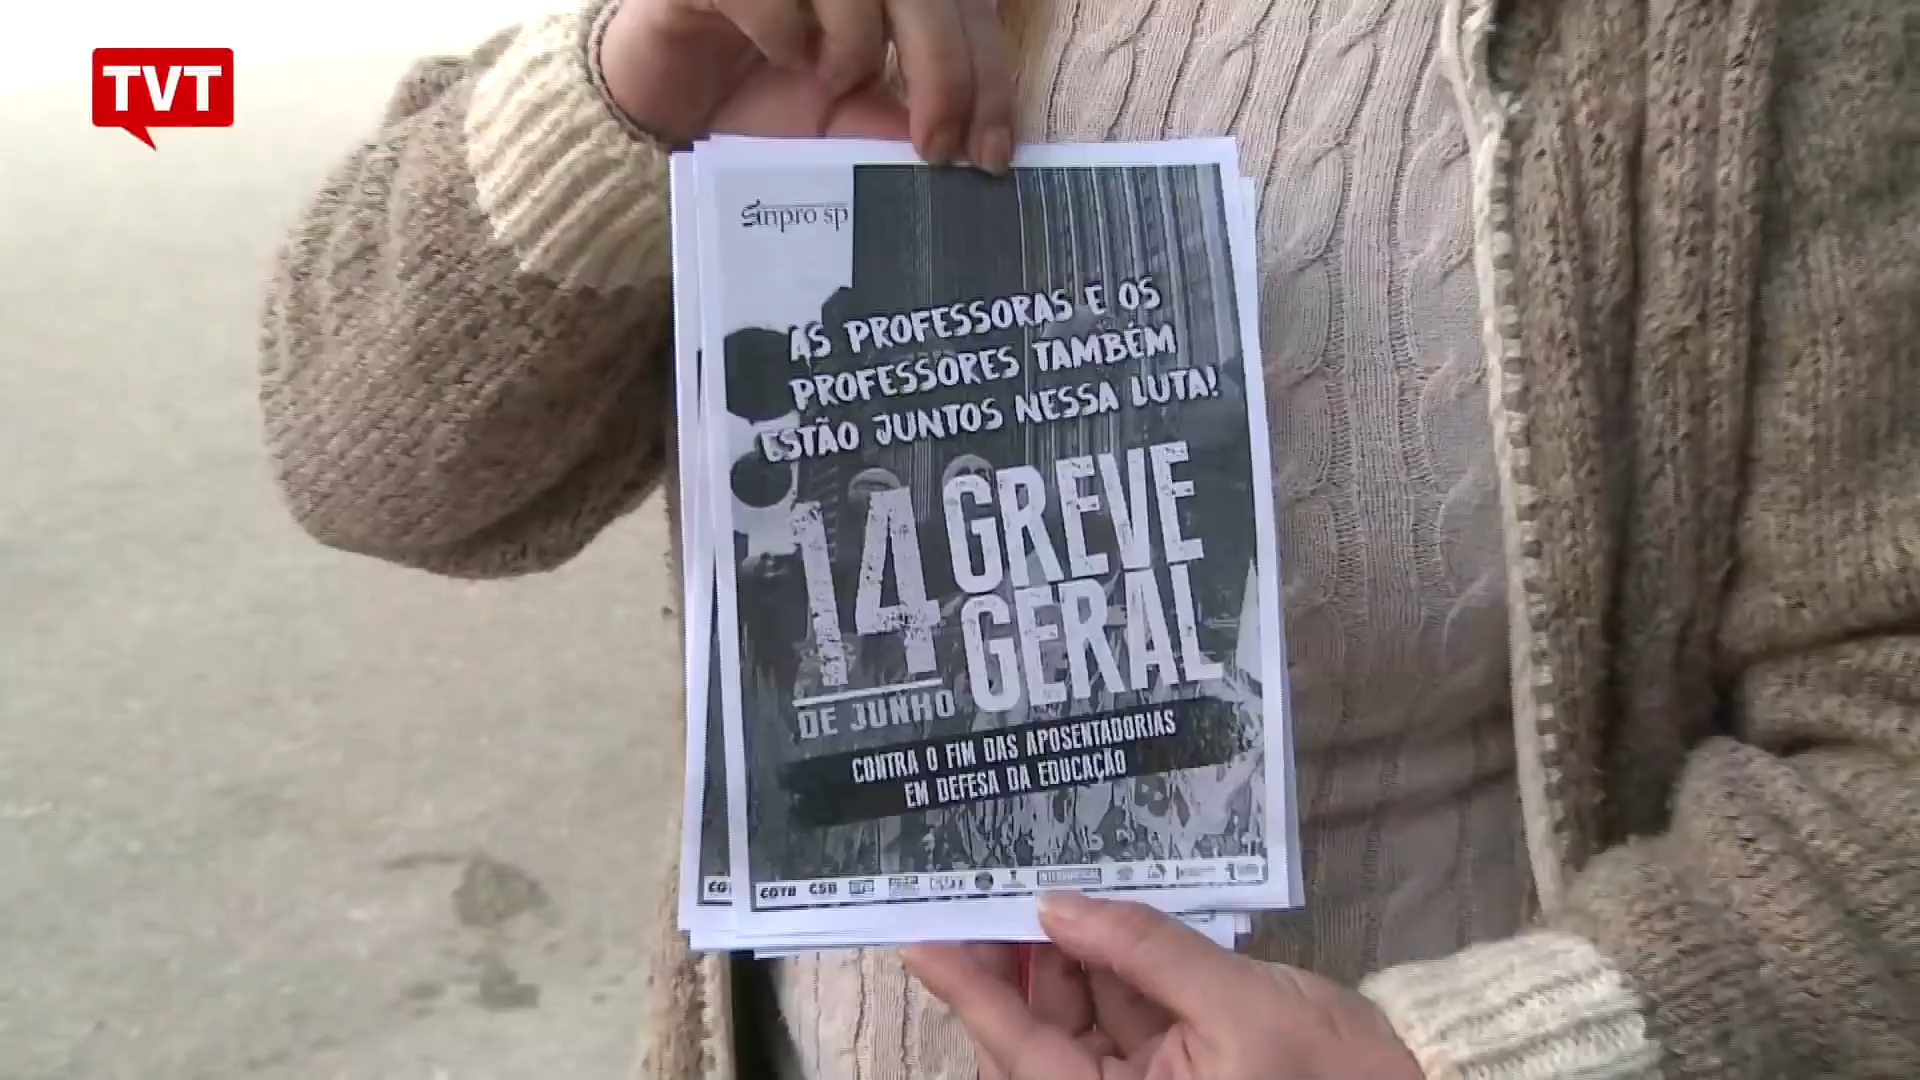 TVT
sinpro sp
AS PROFESSORAS E OS
PROFESSORES TAMBÉM
ESTÃO JUNTOS NESSA LUTA!
14 GREVE
GERAL
DE JUNHO
CONTRA O FIM DAS APOSENTADORIAS
EM DEFESA DA EDUCAÇÃO
CGTB CSB INTERSINDICAL